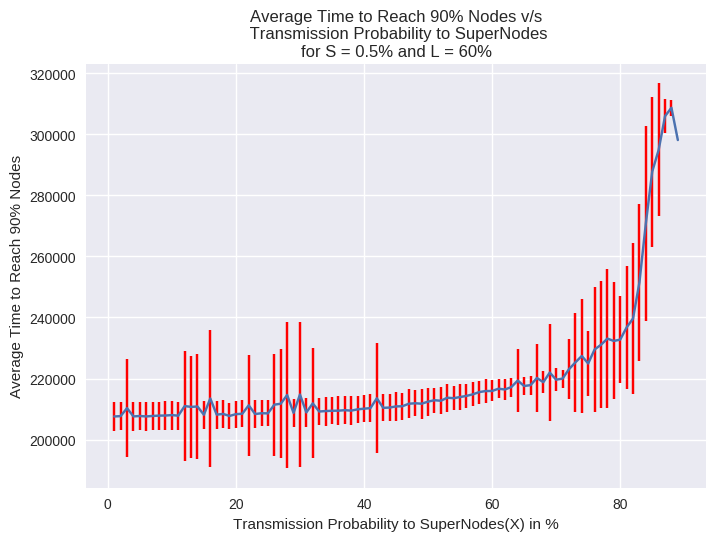 Average Time to Reach 90% Nodes v/s
Transmission Probability to SuperNodes
for S = 0.5% and L = 60%
320000
300000
280000
260000
240000
220000
200000
Average Time to Reach 90% Nodes
0 20 40 60 80
Transmission Probability to SuperNodes(X) in %